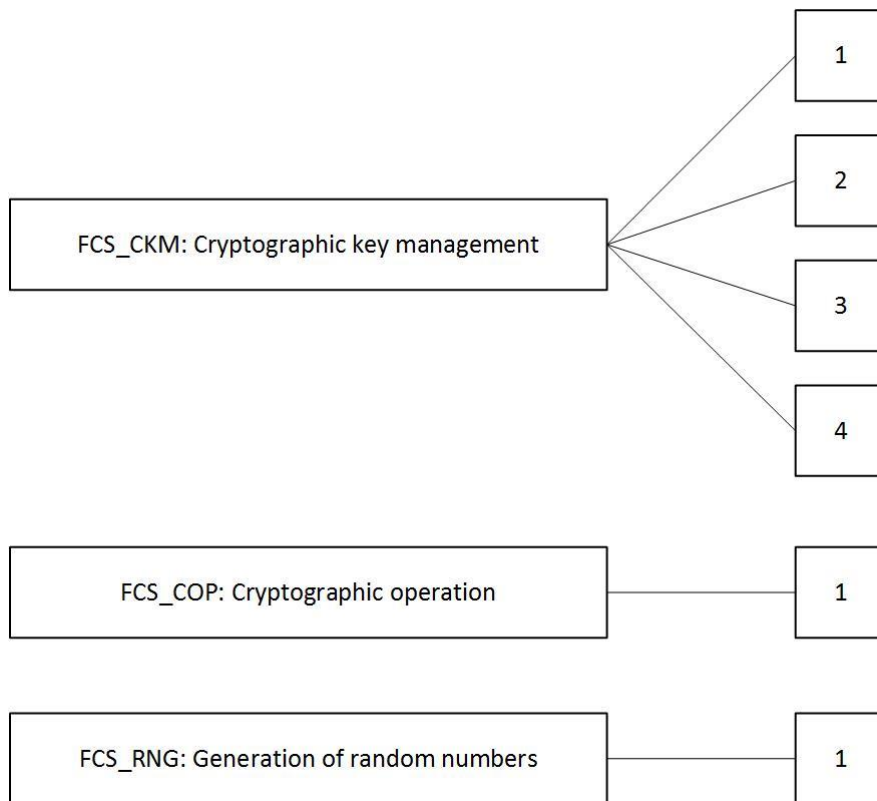 1
2
FCS_CKM: Cryptographic key management
3
4
FCS_COP: Cryptographic operation
1
FCS_RNG: Generation of random numbers
1